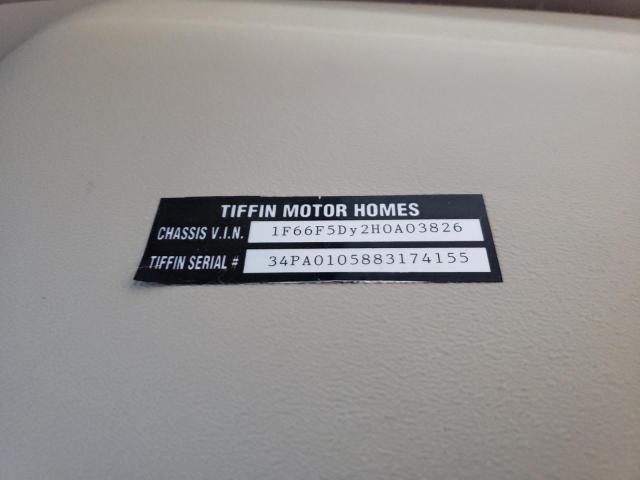 TIFFIN MOTOR HOMES
CHASSIS V.I.N. 1F66F5Dy2H0A03826
TIFFIN SERIAL # 34PA0105883174155